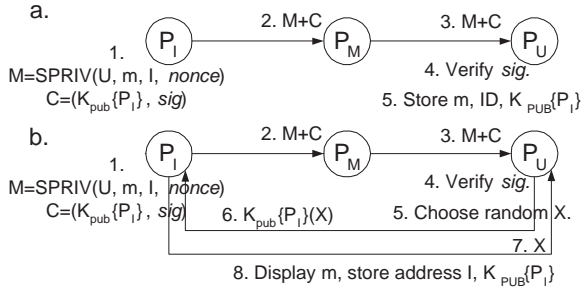 a.
1.
P_I
2. M+C
P_M
3. M+C
P_U
M=SPRIV(U, m, I, nonce)
C=(K_pub{P_I}, sig)
4. Verify sig.
5. Store m, ID, K_PUB{P_I}
b.
1.
P_I
2. M+C
P_M
3. M+C
P_U
M=SPRIV(U, m, I, nonce)
C=(K_pub{P_I}, sig)
4. Verify sig.
6. K_pub{P_I}(X)
5. Choose random X.
7. X
8. Display m, store address I, K_PUB{P_I}